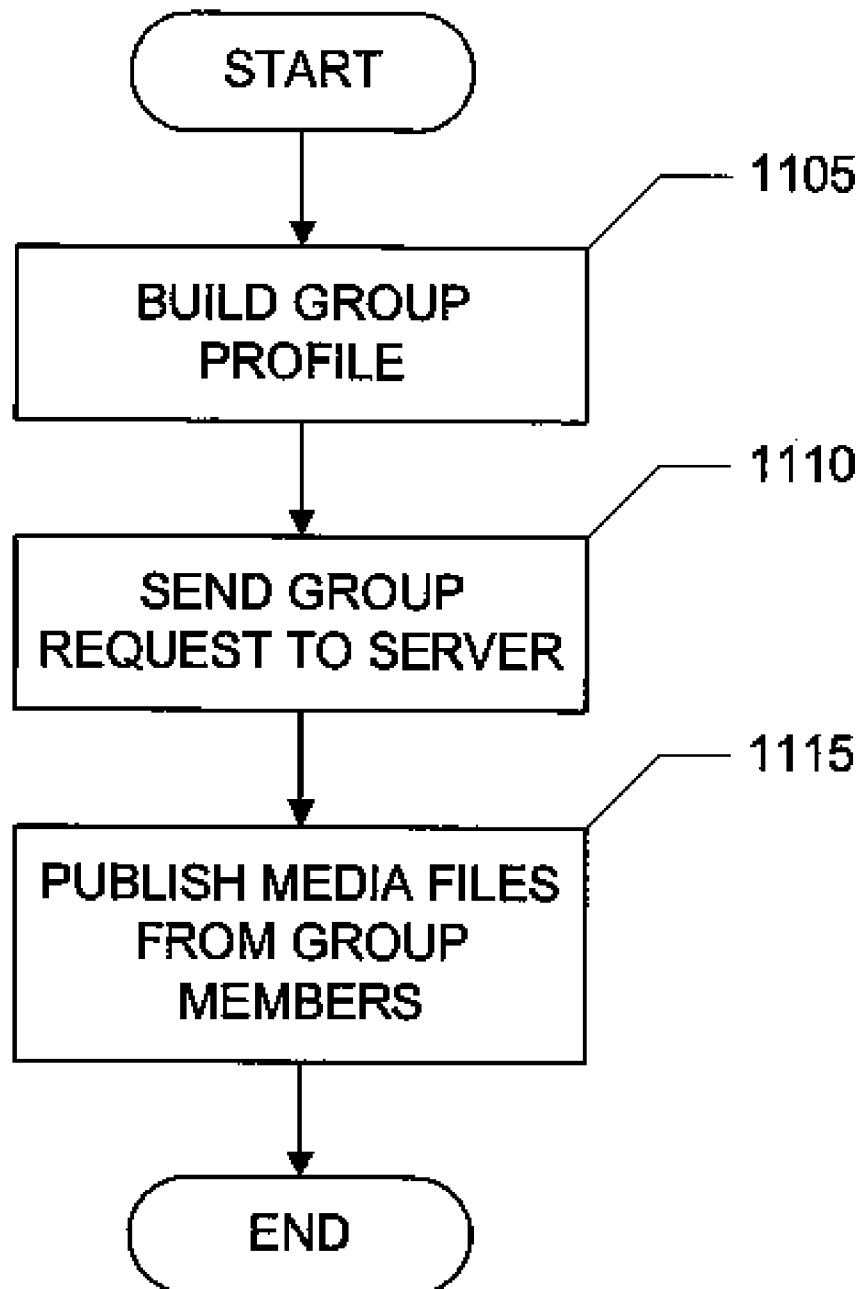 START
1105
BUILD GROUP
PROFILE
1110
SEND GROUP
REQUEST TO SERVER
1115
PUBLISH MEDIA FILES
FROM GROUP
MEMBERS
END